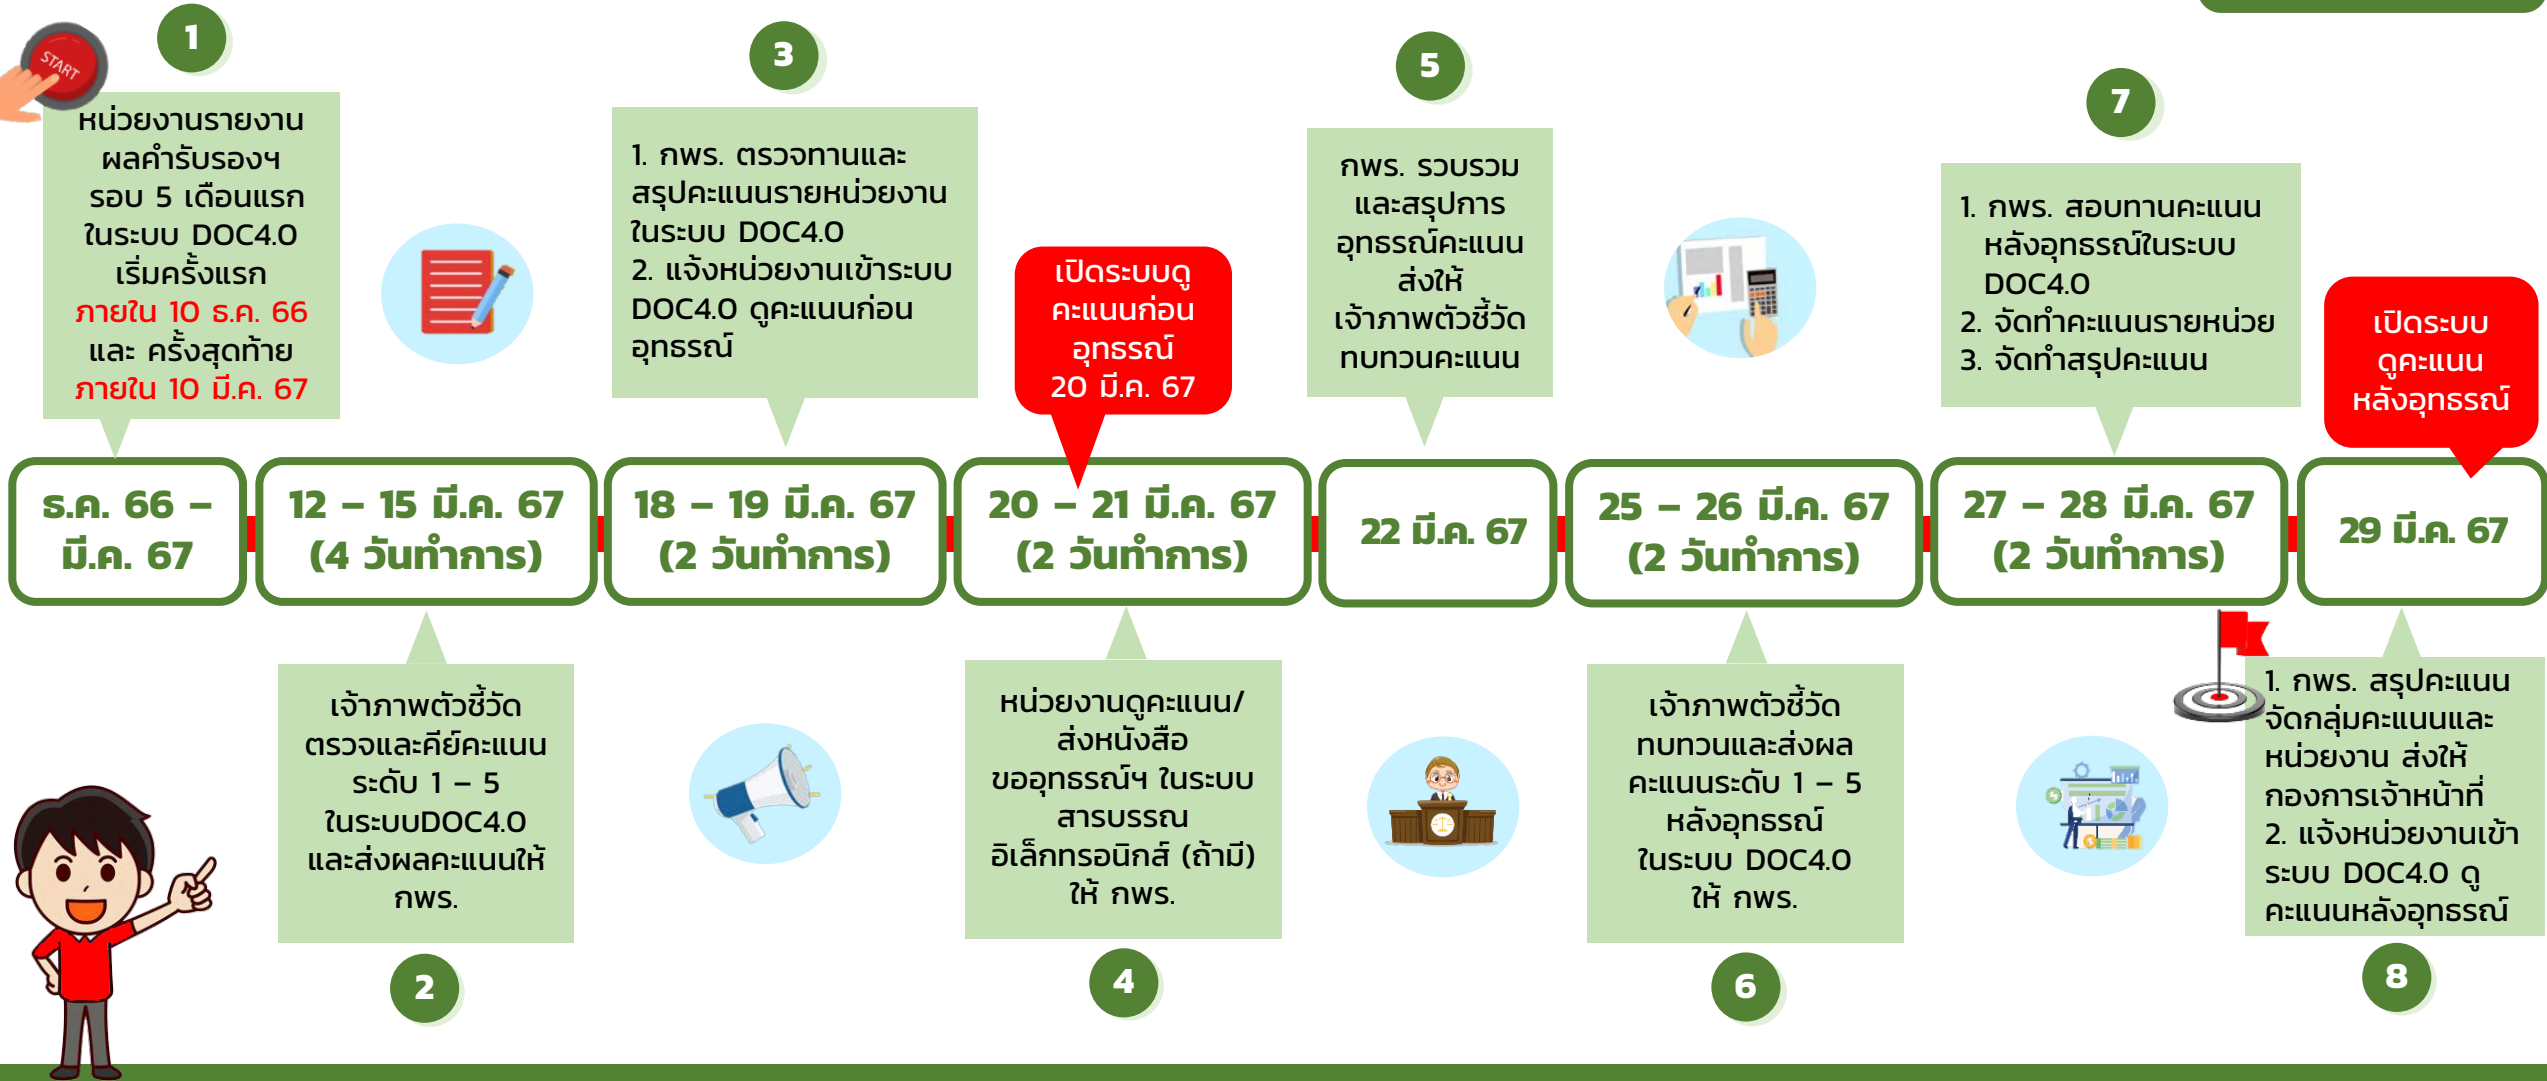 START
1
หน่วยงานรายงาน
ผลคำรับรองฯ
รอบ 5 เดือนแรก
ในระบบ DOC4.0
เริ่มครั้งแรก
ภายใน 10 ธ.ค. 66
และ ครั้งสุดท้าย
ภายใน 10 มี.ค. 67
3
1. กพร. ตรวจทานและ
สรุปคะแนนรายหน่วยงาน
ในระบบ DOC4.0
2. แจ้งหน่วยงานเข้าระบบ
DOC4.0 ดูคะแนนก่อน
อุทธรณ์
เปิดระบบดู
คะแนนก่อน
อุทธรณ์
20 มี.ค. 67
5
กพร. รวบรวม
และสรุปการ
อุทธรณ์คะแนน
ส่งให้
เจ้าภาพตัวชี้วัด
ทบทวนคะแนน
7
1. กพร. สอบทานคะแนน
หลังอุทธรณ์ในระบบ
DOC4.0
2. จัดทำคะแนนรายหน่วย
3. จัดทำสรุปคะแนน
เปิดระบบ
ดูคะแนน
หลังอุทธรณ์
ธ.ค. 66 –
มี.ค. 67
12 – 15 มี.ค. 67
(4 วันทำการ)
18 – 19 มี.ค. 67
(2 วันทำการ)
20 – 21 มี.ค. 67
(2 วันทำการ)
22 มี.ค. 67
25 – 26 มี.ค. 67
(2 วันทำการ)
27 – 28 มี.ค. 67
(2 วันทำการ)
29 มี.ค. 67
เจ้าภาพตัวชี้วัด
ตรวจและคีย์คะแนน
ระดับ 1 – 5
ในระบบDOC4.0
และส่งผลคะแนนให้
กพร.
2
หน่วยงานดูคะแนน/
ส่งหนังสือ
ขออุทธรณ์ฯ ในระบบ
สารบรรณ
อิเล็กทรอนิกส์ (ถ้ามี)
ให้ กพร.
4
เจ้าภาพตัวชี้วัด
ทบทวนและส่งผล
คะแนนระดับ 1 – 5
หลังอุทธรณ์
ในระบบ DOC4.0
ให้ กพร.
6
1. กพร. สรุปคะแนน
จัดกลุ่มคะแนนและ
หน่วยงาน ส่งให้
กองการเจ้าหน้าที่
2. แจ้งหน่วยงานเข้า
ระบบ DOC4.0 ดู
คะแนนหลังอุทธรณ์
8